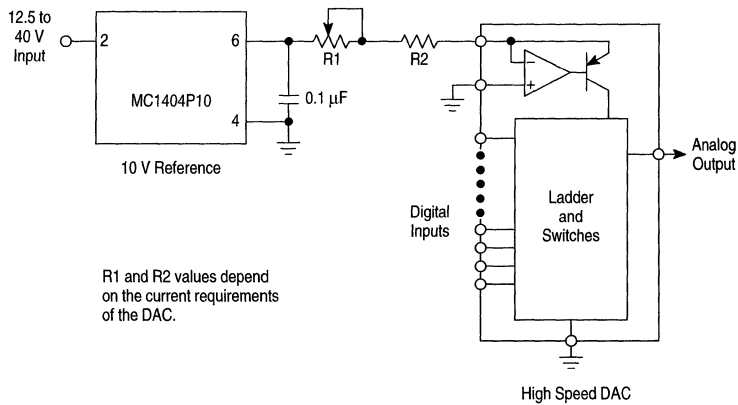 12.5 to
40 V
Input
2
6
MC1404P10
4
10 V Reference
R1
R2
0.1 µF
−
+
Digital
Inputs
Ladder
and
Switches
Analog
Output
R1 and R2 values depend
on the current requirements
of the DAC.
High Speed DAC